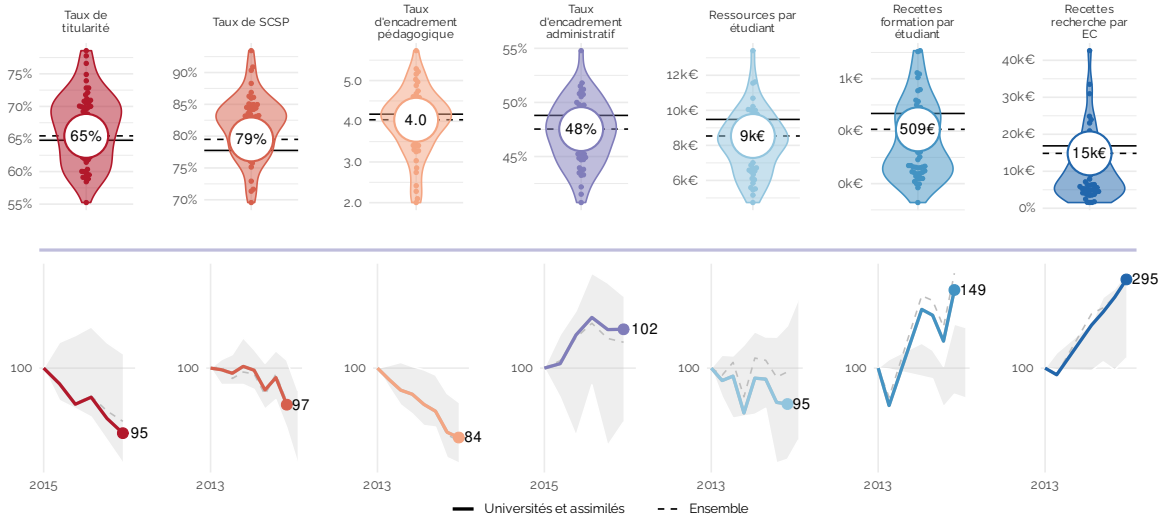 Taux de
titularité
75%
70%
65%
60%
55%
65%
Taux de SCSP
90%
85%
80%
75%
70%
79%
Taux
d'encadrement
pédagogique
5.0
4.0
3.0
2.0
4.0
Taux
d'encadrement
administratif
55%
50%
45%
48%
Ressources par
étudiant
12k€
10k€
8k€
6k€
9k€
Recettes
formation par
étudiant
1k€
0k€
0k€
509€
Recettes
recherche par
EC
40k€
30k€
20k€
10k€
0%
15k€
100
95
2015
100
97
2013
100
84
2013
100
102
2015
100
95
2013
100
149
2013
100
295
2013
Universités et assimilés
Ensemble